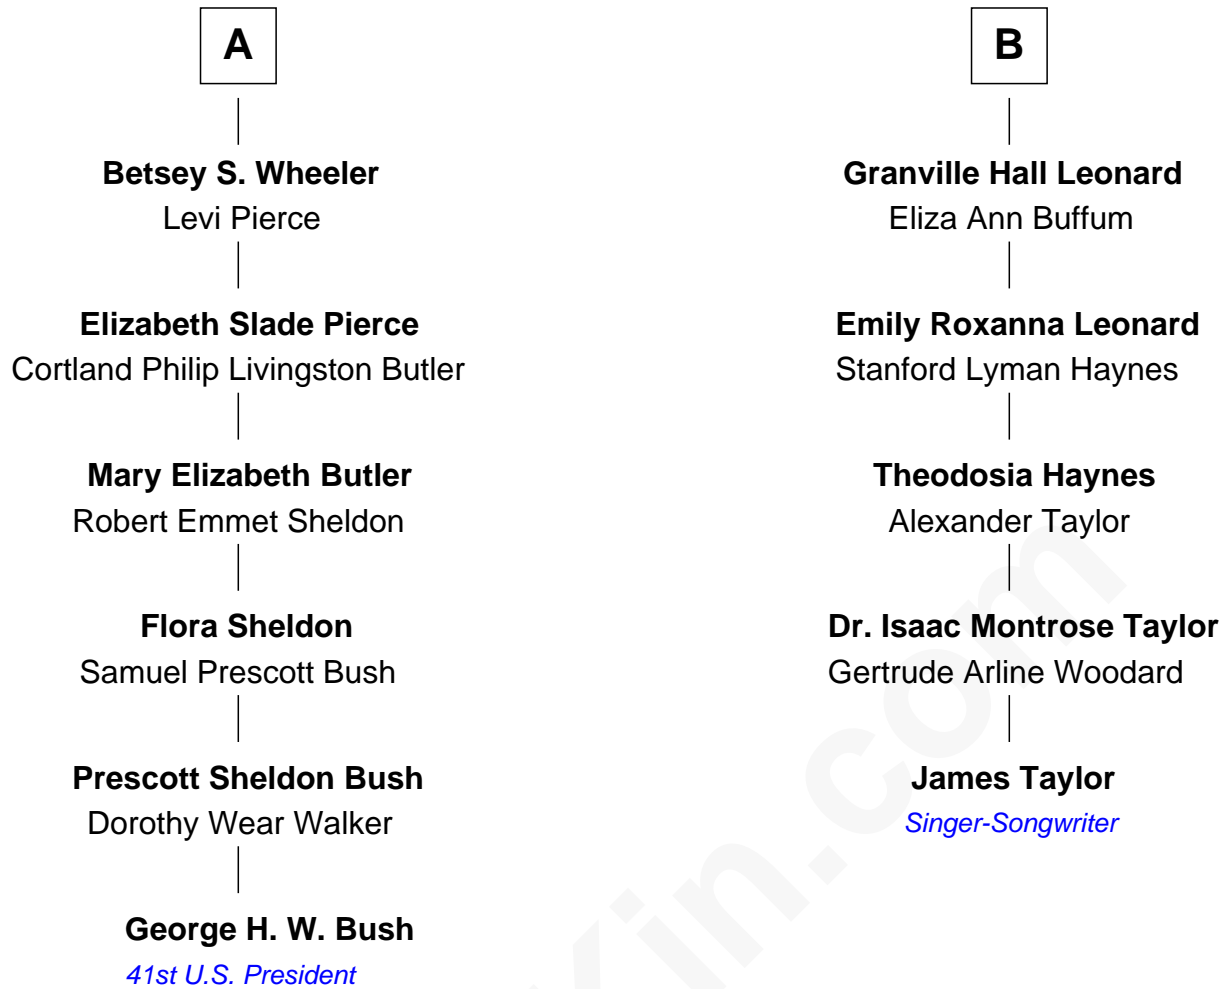 A
Betsey S. Wheeler
Levi Pierce
Elizabeth Slade Pierce
Cortland Philip Livingston Butler
Mary Elizabeth Butler
Robert Emmet Sheldon
Flora Sheldon
Samuel Prescott Bush
Prescott Sheldon Bush
Dorothy Wear Walker
George H. W. Bush
41st U.S. President
B
Granville Hall Leonard
Eliza Ann Buffum
Emily Roxanna Leonard
Stanford Lyman Haynes
Theodosia Haynes
Alexander Taylor
Dr. Isaac Montrose Taylor
Gertrude Arline Woodard
James Taylor
Singer-Songwriter
Kin.com